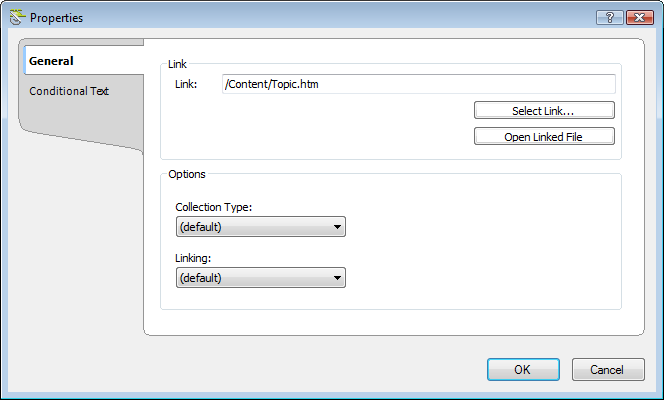 Properties
General
Conditional Text
Link
Link: /Content/Topic.htm
Select Link...
Open Linked File
Options
Collection Type:
(default)
Linking:
(default)
OK Cancel